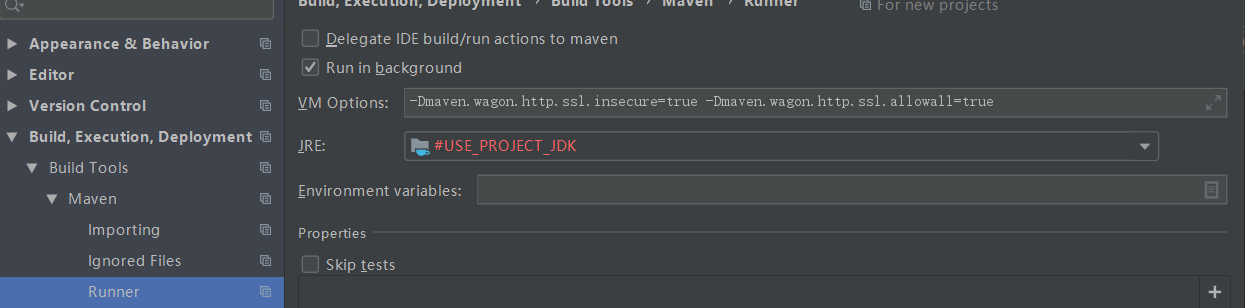 Build, Execution, Deployment › Build Tools › Maven › Runner For new projects
Appearance & Behavior
Editor
Version Control
Build, Execution, Deployment
Build Tools
Maven
Importing
Ignored Files
Runner
Delegate IDE build/run actions to maven
Run in background
VM Options: -Dmaven.wagon.http.ssl.insecure=true -Dmaven.wagon.http.ssl.allowall=true
JRE: #USE_PROJECT_JDK
Environment variables:
Properties
Skip tests